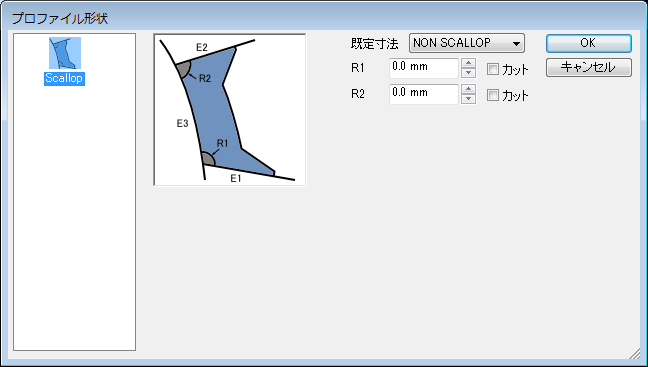 プロファイル形状
Scallop
E2
R2
E3
R1
E1
既定寸法 NON SCALLOP
R1 0.0 mm カット
R2 0.0 mm カット
OK
キャンセル